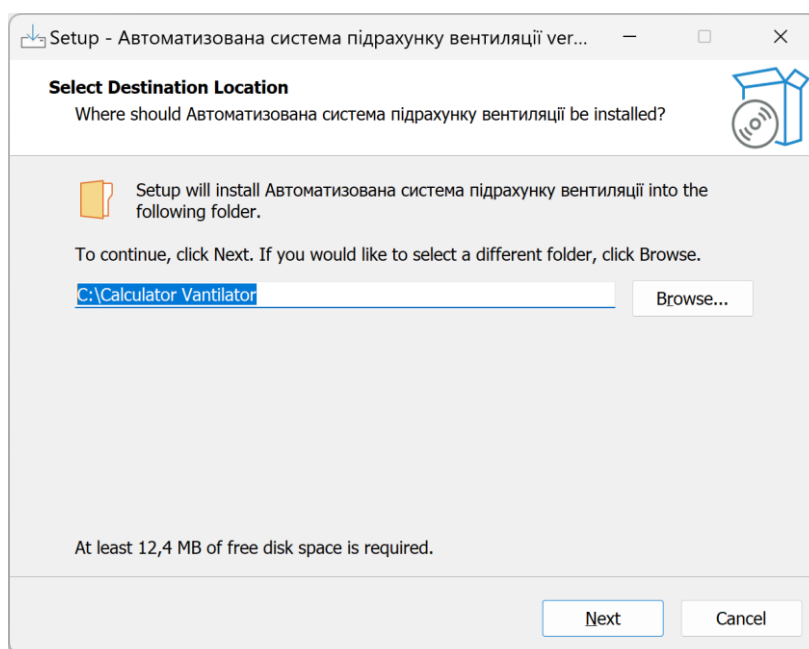 Setup - Автоматизована система підрахунку вентиляції ver...
Select Destination Location
Where should Автоматизована система підрахунку вентиляції be installed?
Setup will install Автоматизована система підрахунку вентиляції into the
following folder.
To continue, click Next. If you would like to select a different folder, click Browse.
C:\Calculator Vantilator
Browse...
At least 12,4 MB of free disk space is required.
Next
Cancel